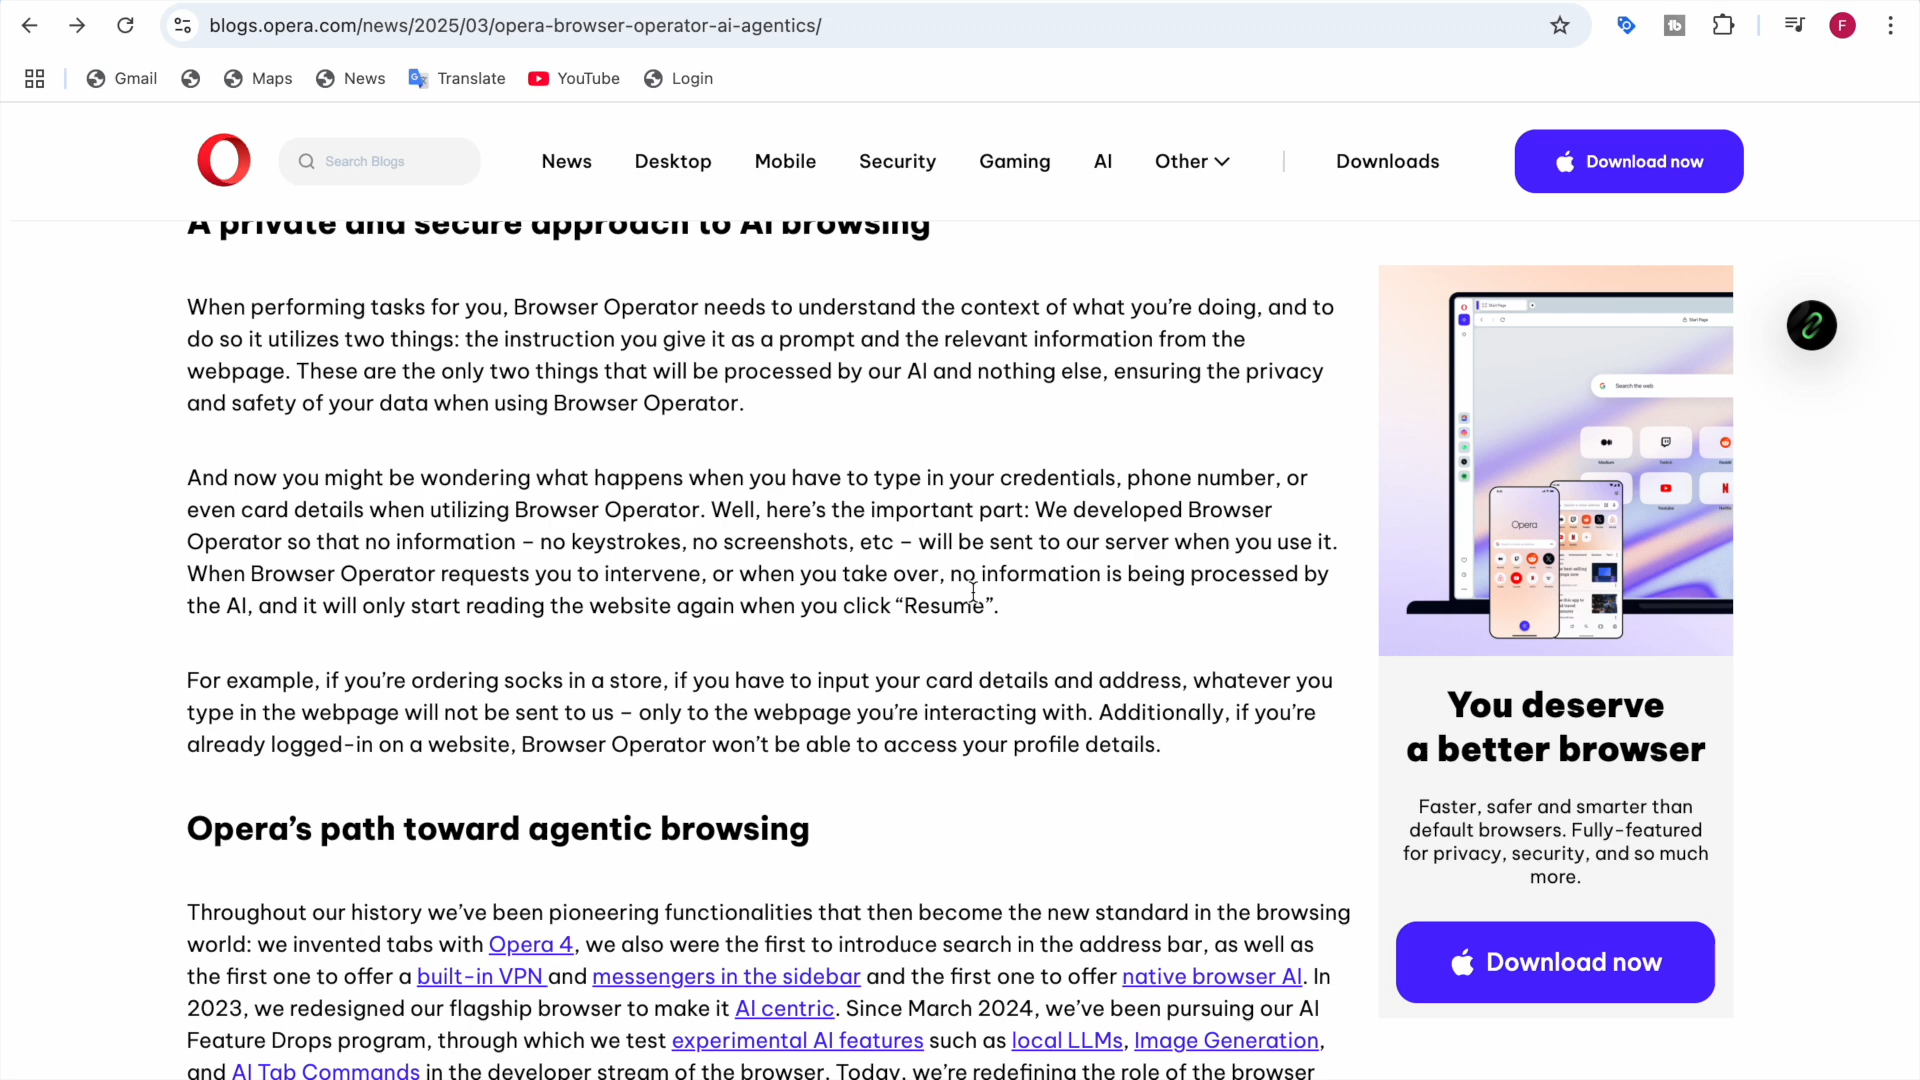 blogs.opera.com/news/2025/03/opera-browser-operator-ai-agentics/
F
Gmail
Maps
News
Translate
YouTube
Login
Search Blogs
News
Desktop
Mobile
Security
Gaming
AI
Other
Downloads
Download now
A private and secure approach to AI browsing
When performing tasks for you, Browser Operator needs to understand the context of what you’re doing, and to
do so it utilizes two things: the instruction you give it as a prompt and the relevant information from the
webpage. These are the only two things that will be processed by our AI and nothing else, ensuring the privacy
and safety of your data when using Browser Operator.
And now you might be wondering what happens when you have to type in your credentials, phone number, or
even card details when utilizing Browser Operator. Well, here’s the important part: We developed Browser
Operator so that no information – no keystrokes, no screenshots, etc – will be sent to our server when you use it.
When Browser Operator requests you to intervene, or when you take over, no information is being processed by
the AI, and it will only start reading the website again when you click “Resume”.
For example, if you’re ordering socks in a store, if you have to input your card details and address, whatever you
type in the webpage will not be sent to us – only to the webpage you’re interacting with. Additionally, if you’re
already logged-in on a website, Browser Operator won’t be able to access your profile details.
Opera’s path toward agentic browsing
Throughout our history we’ve been pioneering functionalities that then become the new standard in the browsing
world: we invented tabs with Opera 4, we also were the first to introduce search in the address bar, as well as
the first one to offer a built-in VPN and messengers in the sidebar and the first one to offer native browser AI. In
2023, we redesigned our flagship browser to make it AI centric. Since March 2024, we’ve been pursuing our AI
Feature Drops program, through which we test experimental AI features such as local LLMs, Image Generation,
and AI Tab Commands in the developer stream of the browser. Today, we’re redefining the role of the browser
Start Page
Start Page
Search the web
Medium
Twitch
Reddit
Youtube
Netflix
Opera
You deserve
a better browser
Faster, safer and smarter than
default browsers. Fully-featured
for privacy, security, and so much
more.
Download now